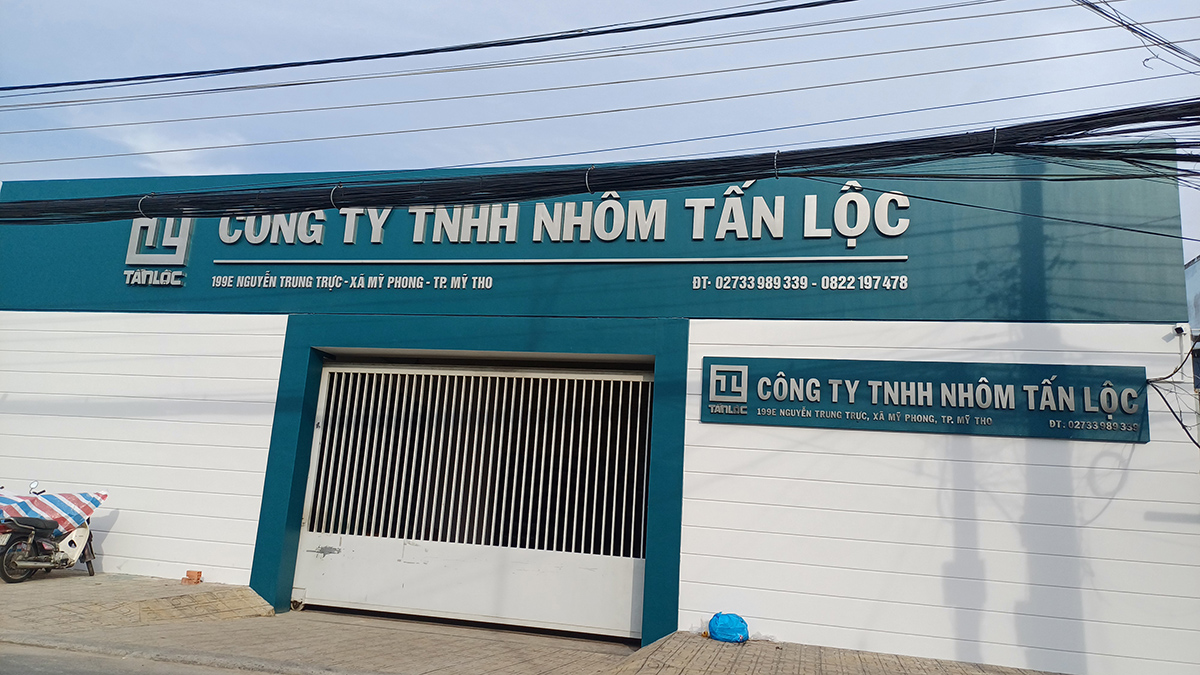 CÔNG TY TNHH NHÔM TẤN LỘC
TẤN LỘC
199E NGUYỄN TRUNG TRỰC - XÃ MỸ PHONG - TP. MỸ THO
ĐT: 02733 989 339 - 0822 197 478
CÔNG TY TNHH NHÔM TẤN LỘC
TẤN LỘC
199E NGUYỄN TRUNG TRỰC, XÃ MỸ PHONG, TP. MỸ THO
ĐT: 02733 989 339